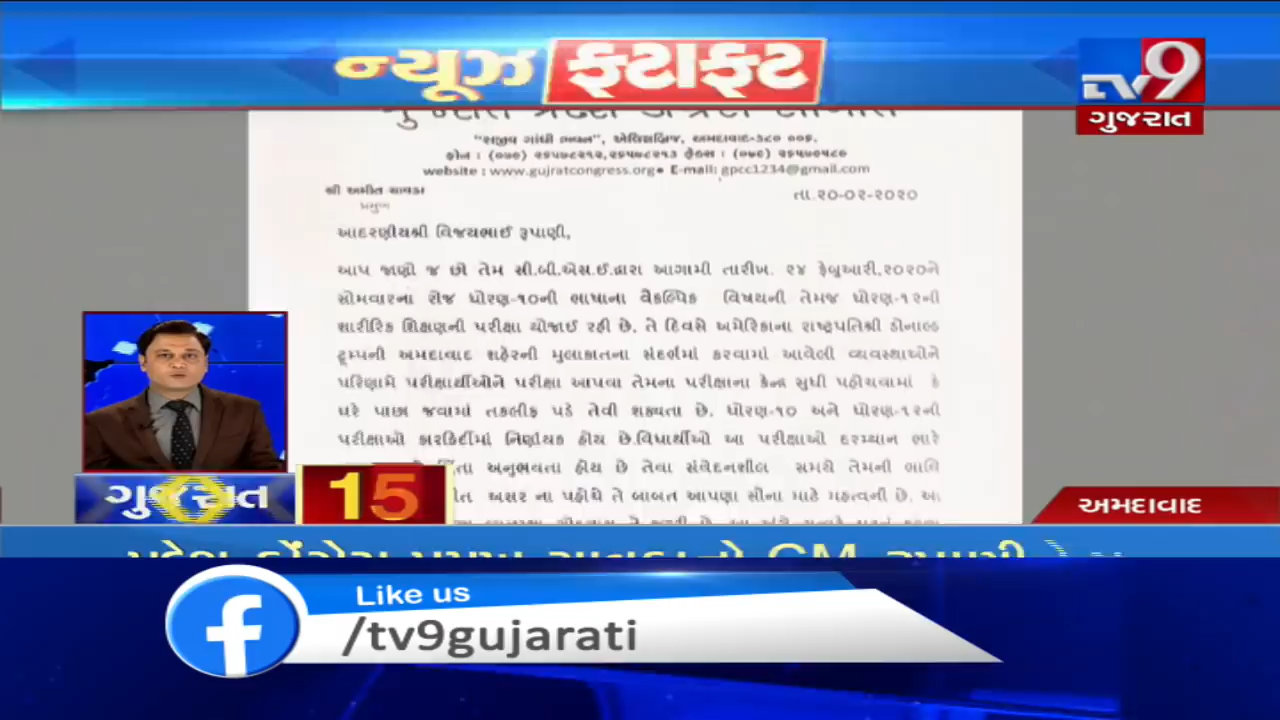 ન્યૂઝ ફટાફટ
TV9
ગુજરાત
"રાજીવ ગાંધી ભવન", એલિસબ્રિજ, અમદાવાદ-૩૮૦ ૦૦૬.
website : www.gujratcongress.org• E-mail: gpcc1234@gmail.com
શ્રી અમીત ચાવડા
પ્રમુખ
તા.૨૦-૦૨-૨૦૨૦
આદરણીયશ્રી વિજયભાઈ રૂપાણી,
આપ જાણો જ છો તેમ સી.બી.એસ.ઈ.દ્વારા આગામી તારીખ. ૨૪ ફેબ્રુઆરી,૨૦૨૦ને
સોમવારના રોજ ધોરણ-૧૦ની ભાષાના વૈકલ્પિક વિષયની તેમજ ધોરણ-૧૨ની
સારીરિક શિક્ષણની પરીક્ષા યોજાઈ રહી છે. તે દિવસે અમેરિકાના રાષ્ટ્રપતિશ્રી ડોનાલ્ડ
ટ્રમ્પની અમદાવાદ શહેરની મુલાકાતના સંદર્ભમાં કરવામાં આવેલી વ્યવસ્થાઓને
પરિણામે પરીક્ષાર્થીઓને પરીક્ષા આપવા તેમના પરીક્ષાના કેન્દ્ર સુધી પહોંચવામાં કે
ઘરે પાછા જવામાં તકલીફ પડે તેવી શક્યતા છે. ધોરણ-૧૦ અને ધોરણ-૧૨ની
પરીક્ષાઓ કારકિર્દીમાં નિર્ણાયક હોય છે.વિધાર્થીઓ આ પરીક્ષાઓ દરમ્યાન ભારે
અનુભવતા હોય છે તેવા સંવેદનશીલ સમયે તેમની
અસર ના પહોંચે તે બાબત આપણા સૌના માટે મહત્વની છે.
ગુજરાત
15
અમદાવાદ
Like us
/tv9gujarati